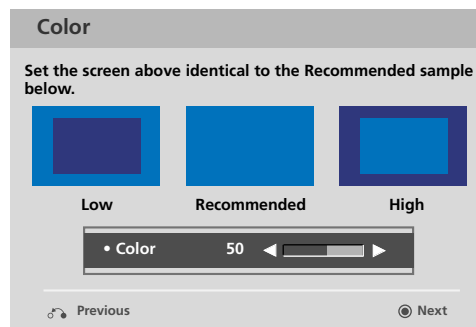 Color
Set the screen above identical to the Recommended sample
below.
Low Recommended High
• Color 50
Previous Next